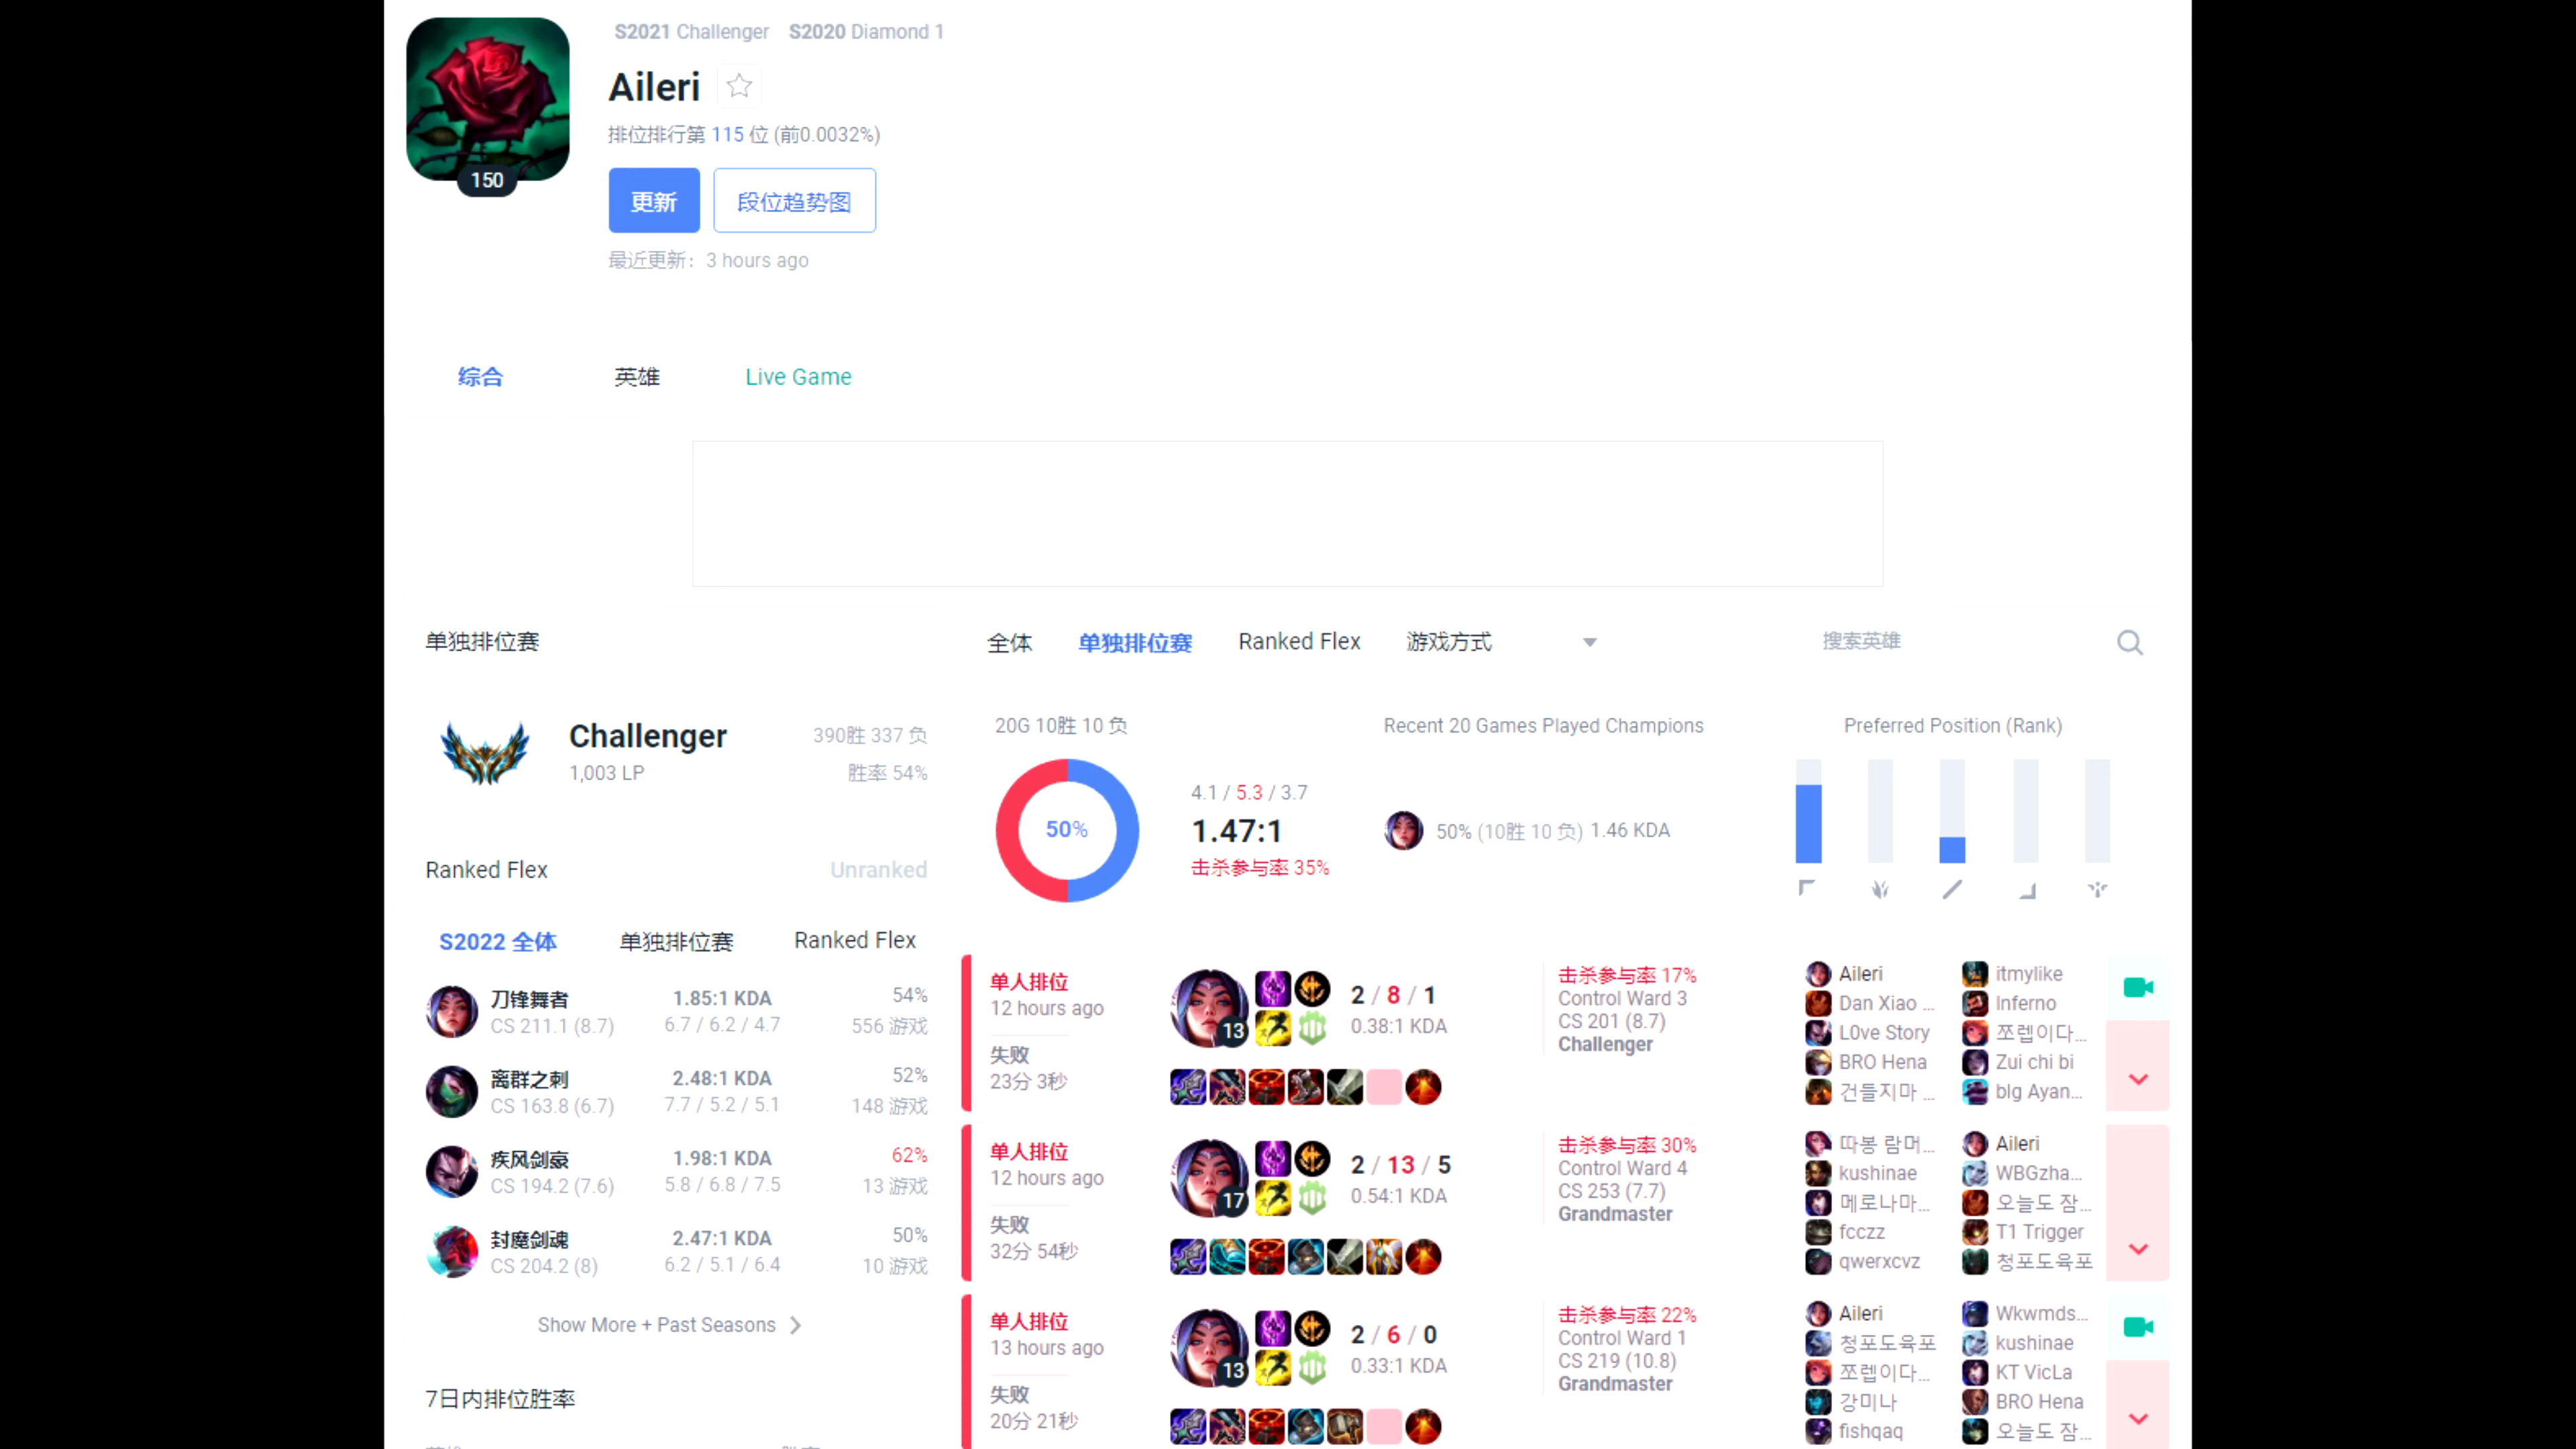 S2021 Challenger S2020 Diamond 1
Aileri
150
排位排行第 115 位 (前0.0032%)
更新 段位趋势图
最近更新：3 hours ago
综合 英雄 Live Game
单独排位赛
全体 单独排位赛 Ranked Flex 游戏方式 搜索英雄
Challenger
1,003 LP
390胜 337 负
胜率 54%
Ranked Flex Unranked
S2022 全体 单独排位赛 Ranked Flex
刀锋舞者 1.85:1 KDA 54%
CS 211.1 (8.7) 6.7 / 6.2 / 4.7 556 游戏
离群之刺 2.48:1 KDA 52%
CS 163.8 (6.7) 7.7 / 5.2 / 5.1 148 游戏
疾风剑豪 1.98:1 KDA 62%
CS 194.2 (7.6) 5.8 / 6.8 / 7.5 13 游戏
封魔剑魂 2.47:1 KDA 50%
CS 204.2 (8) 6.2 / 5.1 / 6.4 10 游戏
Show More + Past Seasons
7日内排位胜率
20G 10胜 10 负
50%
4.1 / 5.3 / 3.7
1.47:1
击杀参与率 35%
Recent 20 Games Played Champions
50% (10胜 10 负) 1.46 KDA
Preferred Position (Rank)
单人排位
12 hours ago
失败
23分 3秒
13
2 / 8 / 1
0.38:1 KDA
击杀参与率 17%
Control Ward 3
CS 201 (8.7)
Challenger
Aileri itmylike
Dan Xiao ... Inferno
L0ve Story 쪼렙이다...
BRO Hena Zui chi bi
건들지마 ... blg Ayan...
单人排位
12 hours ago
失败
32分 54秒
17
2 / 13 / 5
0.54:1 KDA
击杀参与率 30%
Control Ward 4
CS 253 (7.7)
Grandmaster
따봉 람머... Aileri
kushinae WBGzha...
메로나마... 오늘도 잠...
fcczz T1 Trigger
qwerxcvz 청포도육포
单人排位
13 hours ago
失败
20分 21秒
13
2 / 6 / 0
0.33:1 KDA
击杀参与率 22%
Control Ward 1
CS 219 (10.8)
Grandmaster
Aileri Wkwmds...
청포도육포 kushinae
쪼렙이다... KT VicLa
강미나 BRO Hena
fishqaq 오늘도 잠...